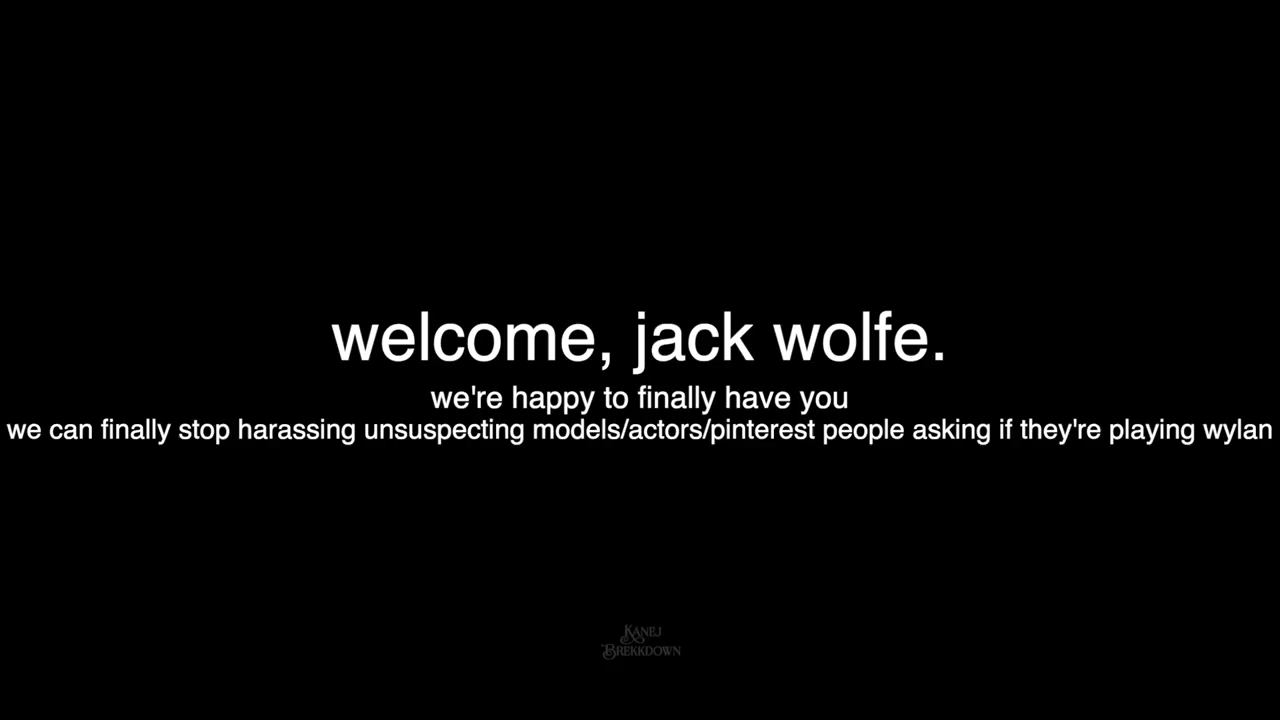 welcome, jack wolfe.
we're happy to finally have you
we can finally stop harassing unsuspecting models/actors/pinterest people asking if they're playing wylan
KANEJ
BREKKDOWN